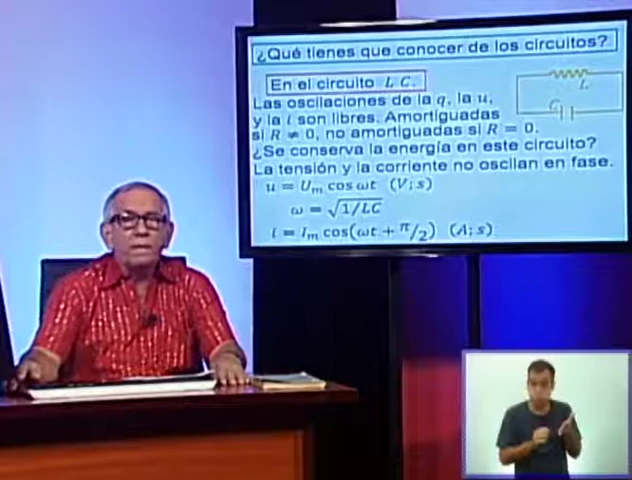 ¿Qué tienes que conocer de los circuitos?
En el circuito L C.
Las oscilaciones de la q, la u,
y la i son libres. Amortiguadas
si R ≠ 0, no amortiguadas si R = 0.
¿Se conserva la energía en este circuito?
La tensión y la corriente no oscilan en fase.
u = Uₘ cos ωt (V; s)
ω = √1/LC
i = Iₘ cos(ωt + π/2) (A; s)
L
C